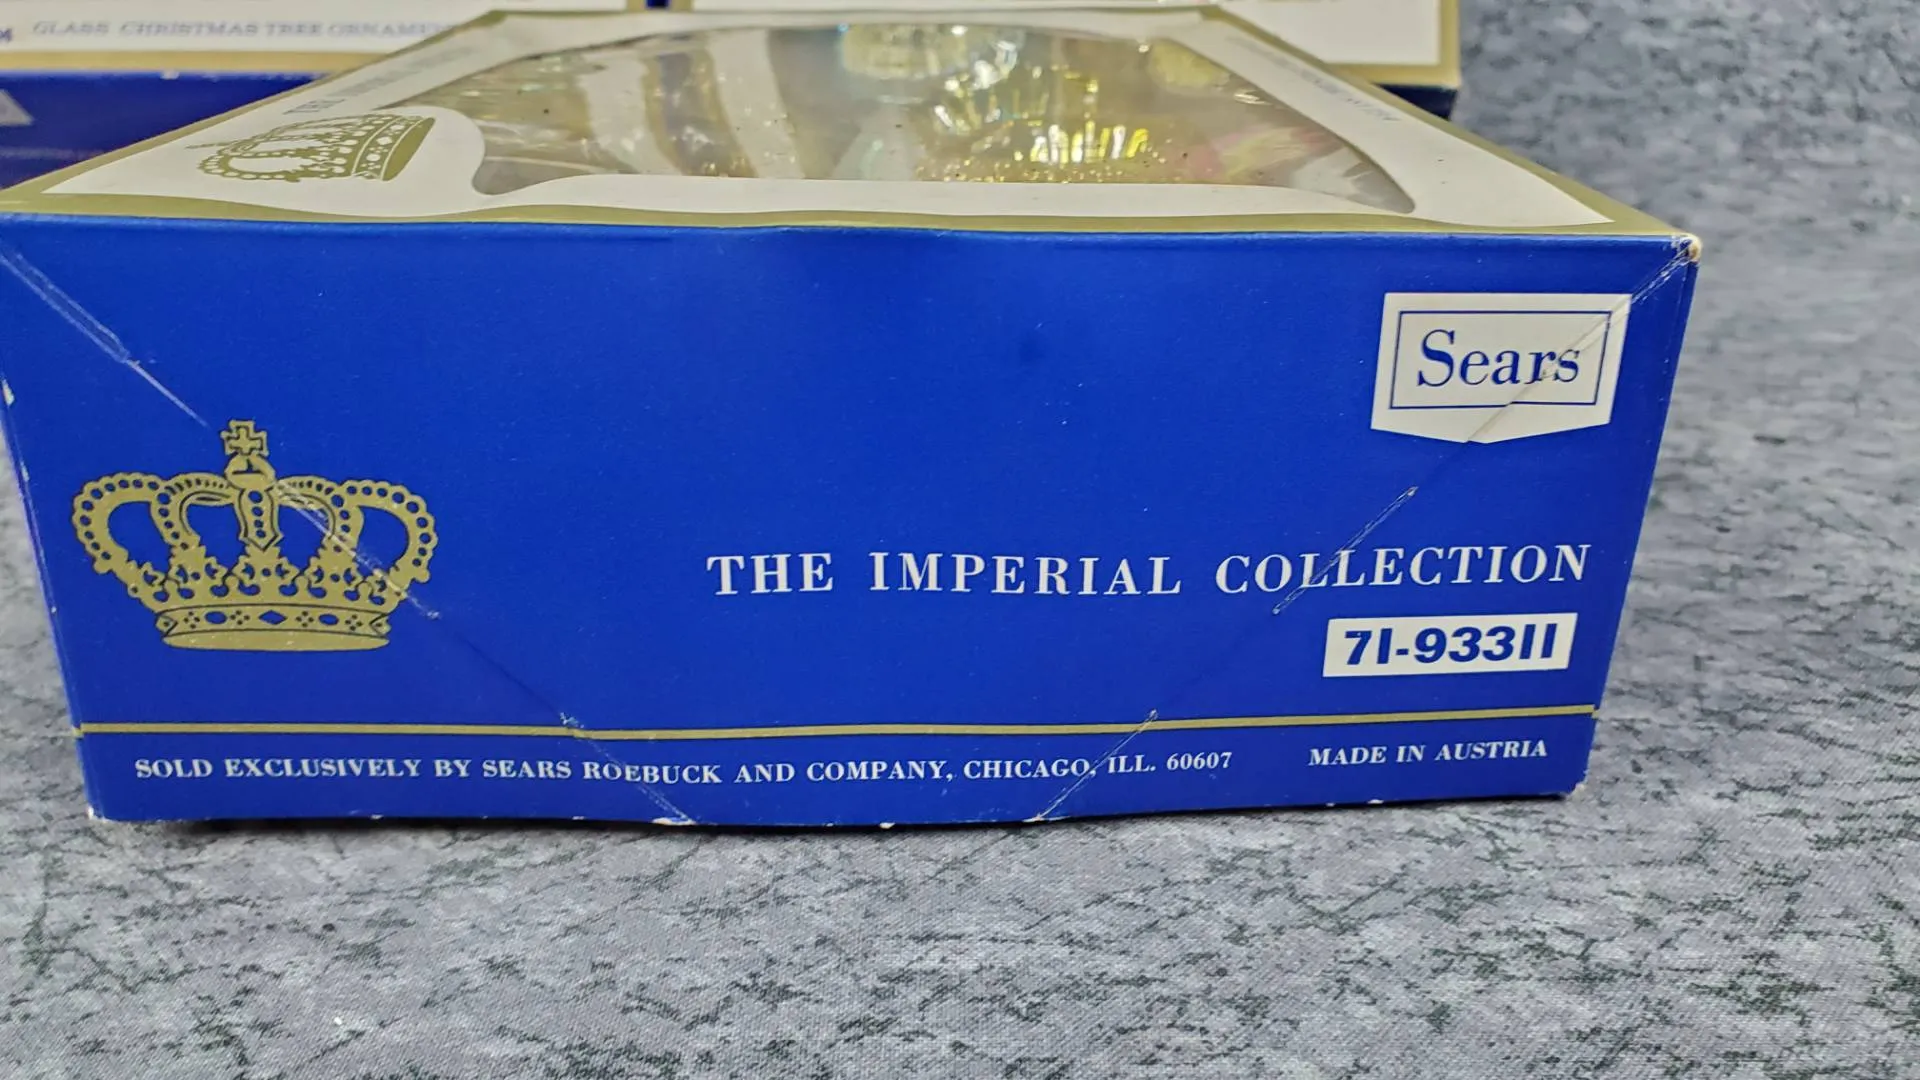 GLASS CHRISTMAS TREE ORNAMENTS
Sears
THE IMPERIAL COLLECTION
71-93311
SOLD EXCLUSIVELY BY SEARS ROEBUCK AND COMPANY, CHICAGO, ILL. 60607
MADE IN AUSTRIA